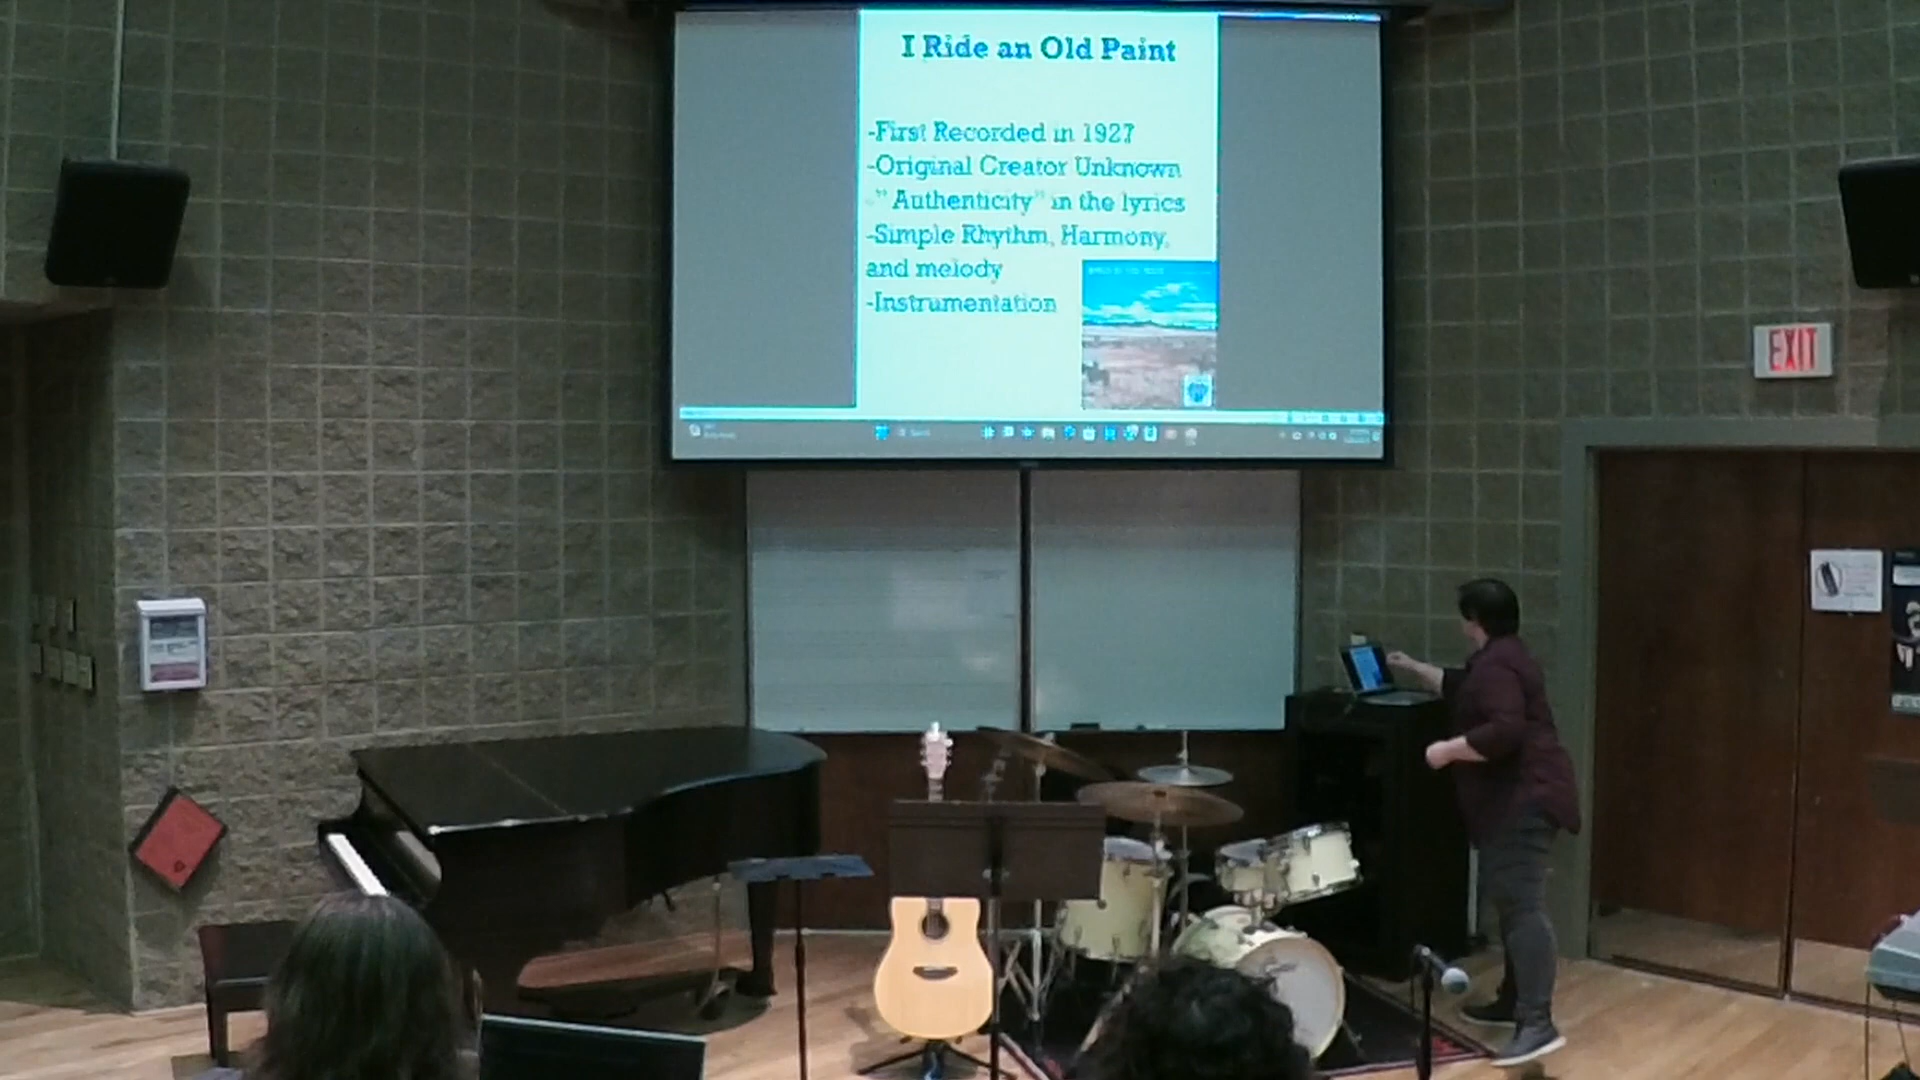 I Ride an Old Paint
-First Recorded in 1927
-Original Creator Unknown
-" Authenticity" in the lyrics
-Simple Rhythm, Harmony,
and melody
-Instrumentation
EXIT